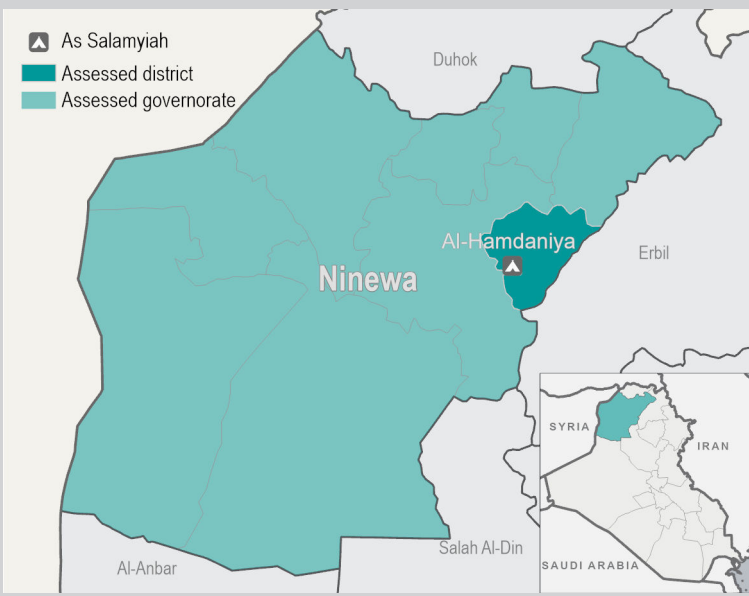 As Salamyiah
Assessed district
Assessed governorate
Duhok
Al-Hamdaniya
Erbil
Ninewa
SYRIA
IRAN
Salah Al-Din
SAUDI ARABIA
Al-Anbar